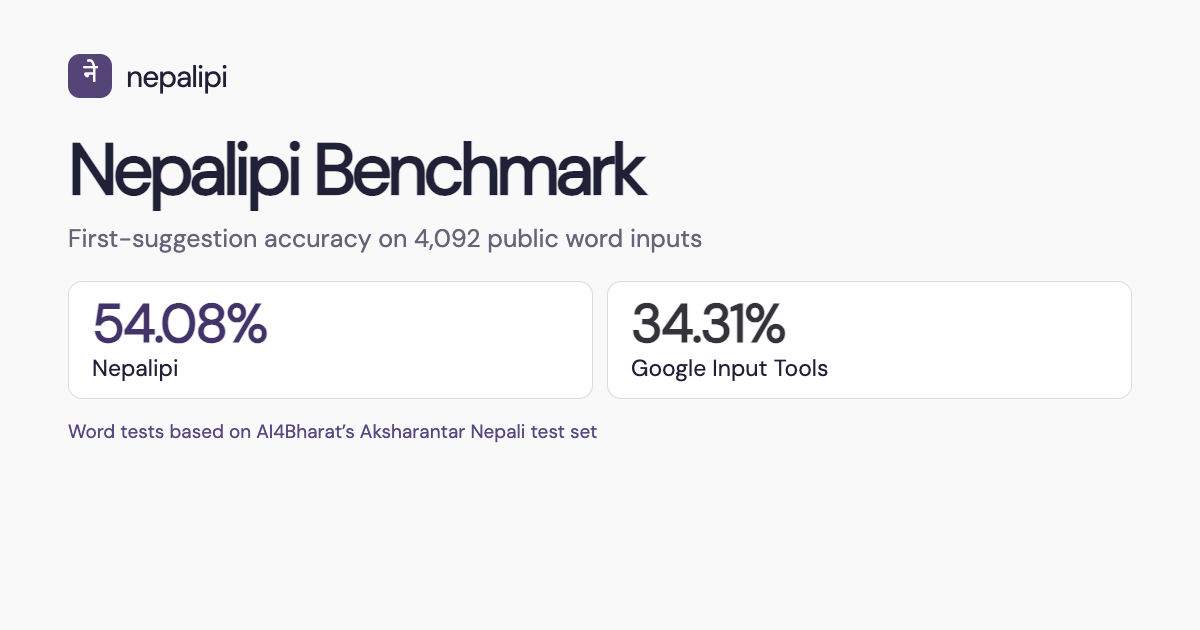 ने nepalipi
Nepalipi Benchmark
First-suggestion accuracy on 4,092 public word inputs
54.08%
Nepalipi
34.31%
Google Input Tools
Word tests based on AI4Bharat’s Aksharantar Nepali test set